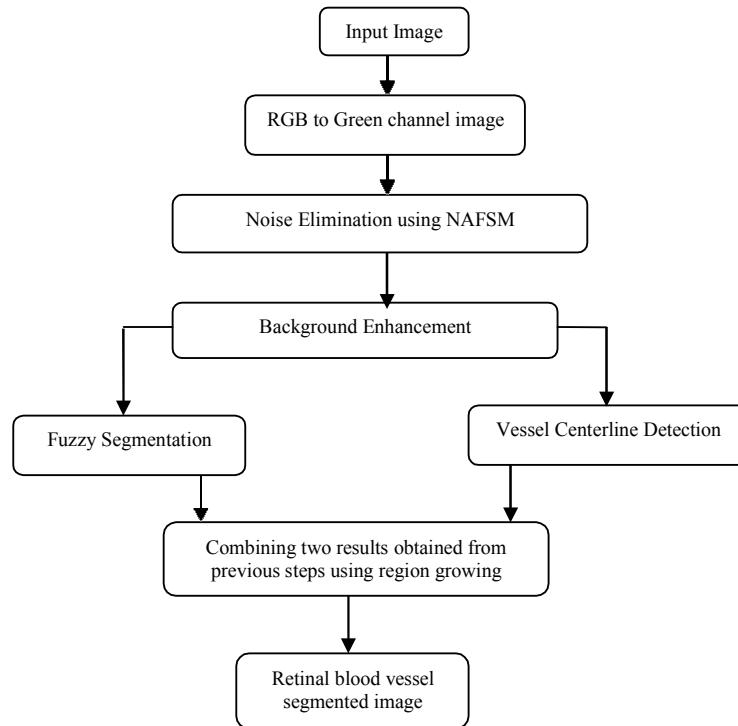 Input Image
RGB to Green channel image
Noise Elimination using NAFSM
Background Enhancement
Fuzzy Segmentation
Vessel Centerline Detection
Combining two results obtained from
previous steps using region growing
Retinal blood vessel
segmented image